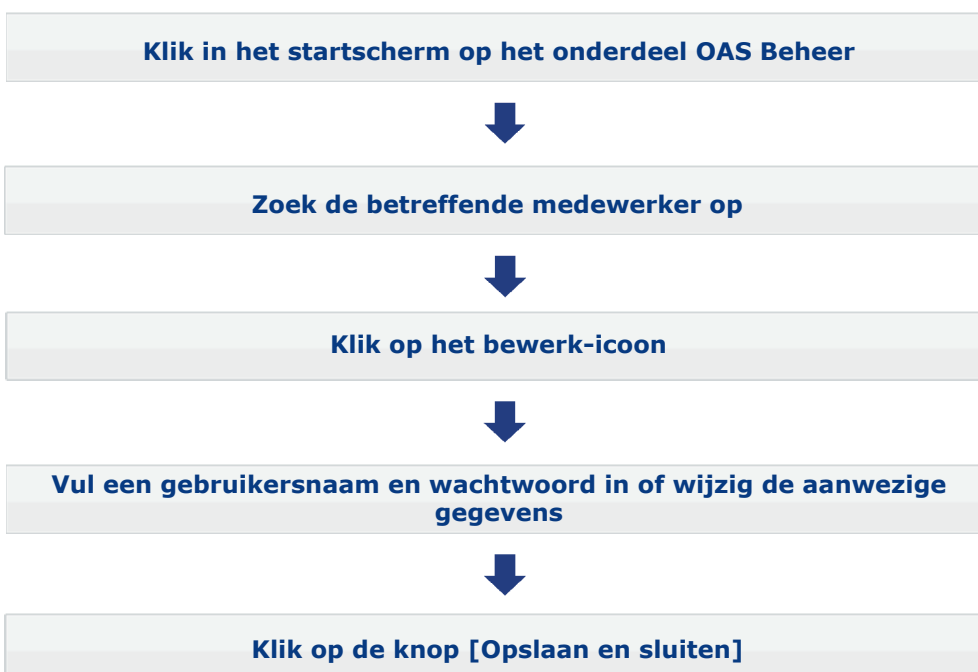 Klik in het startscherm op het onderdeel OAS Beheer
Zoek de betreffende medewerker op
Klik op het bewerk-icoon
Vul een gebruikersnaam en wachtwoord in of wijzig de aanwezige
gegevens
Klik op de knop [Opslaan en sluiten]